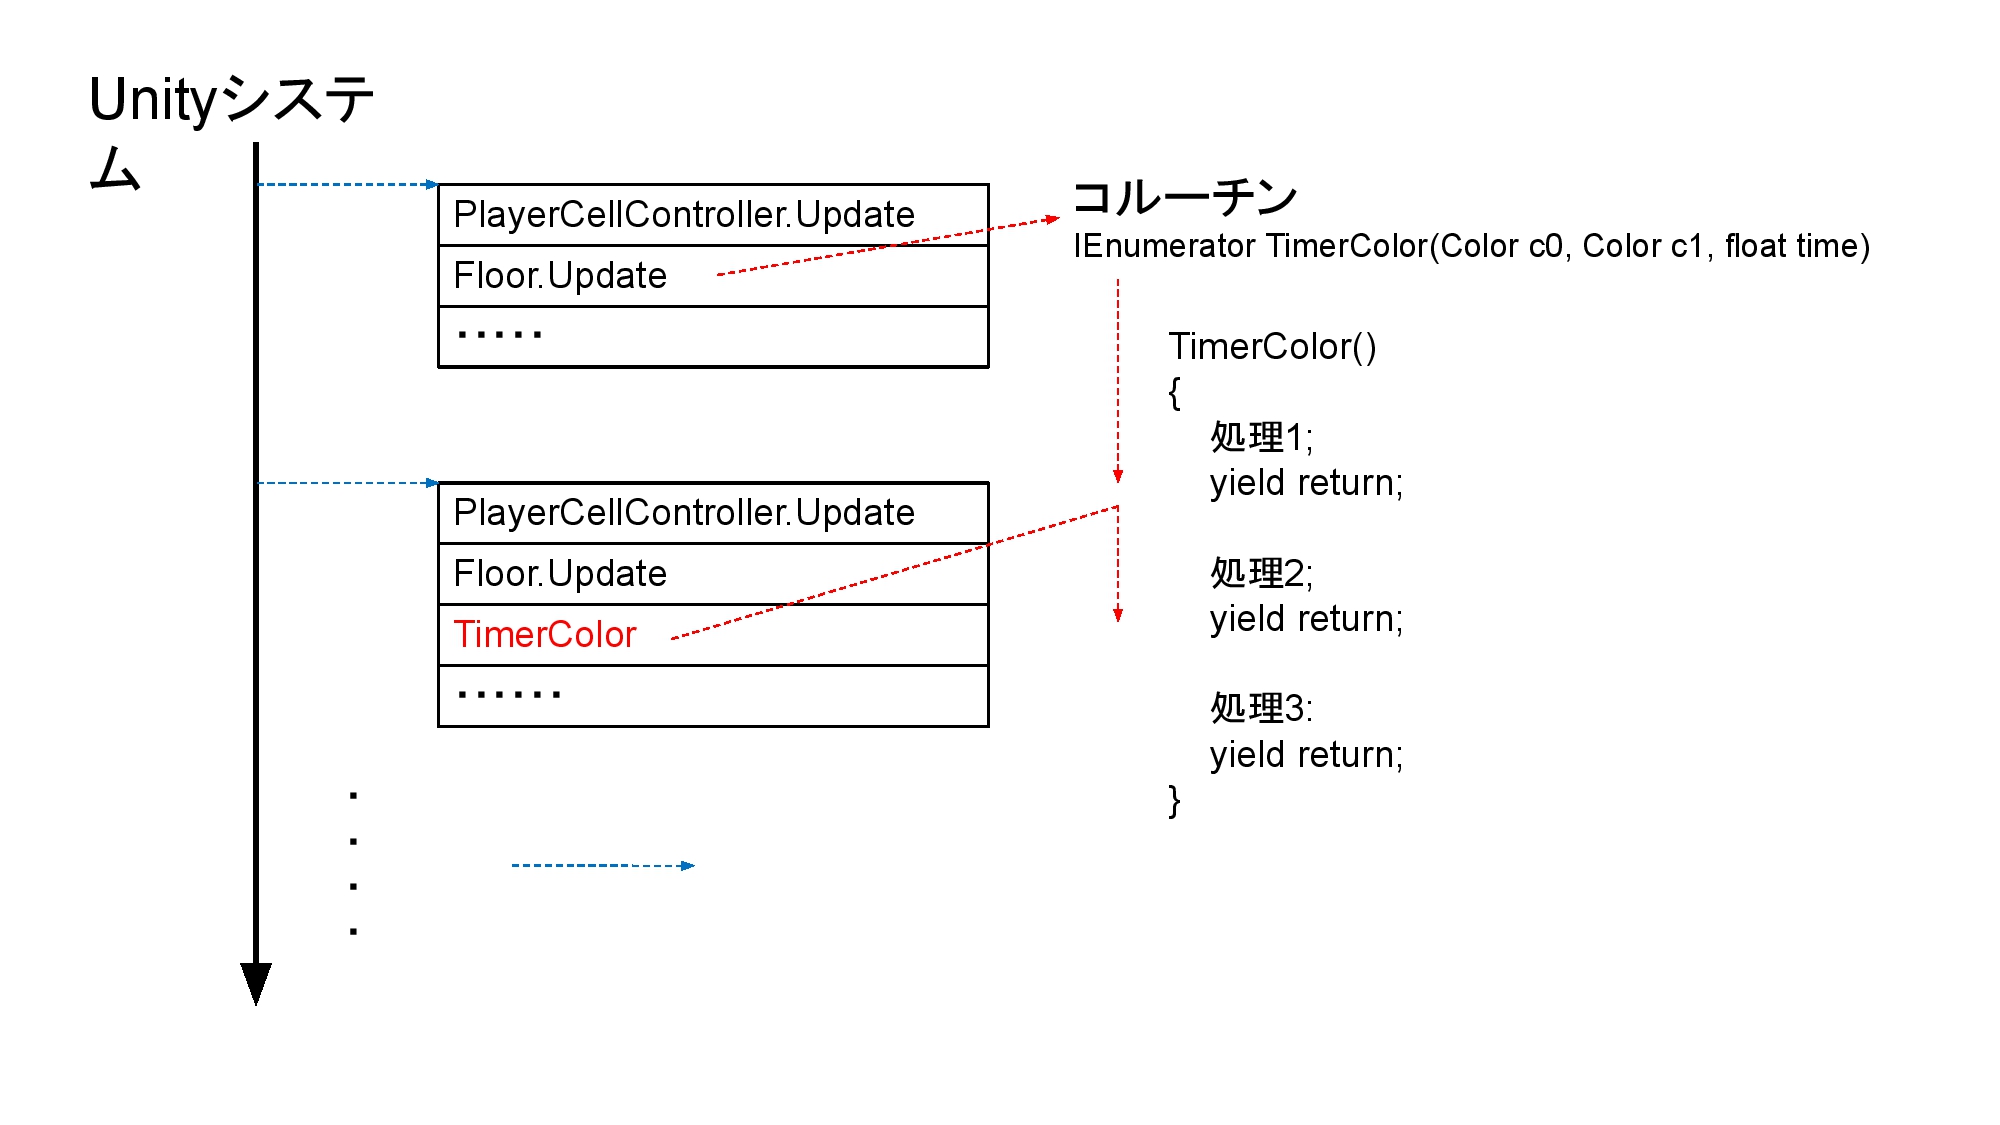 Unityシステ
ム
PlayerCellController.Update
Floor.Update
・・・・・
コルーチン
IEnumerator TimerColor(Color c0, Color c1, float time)
TimerColor()
{
処理1;
yield return;
処理2;
yield return;
処理3:
yield return;
}
PlayerCellController.Update
Floor.Update
TimerColor
・・・・・・
・
・
・
・